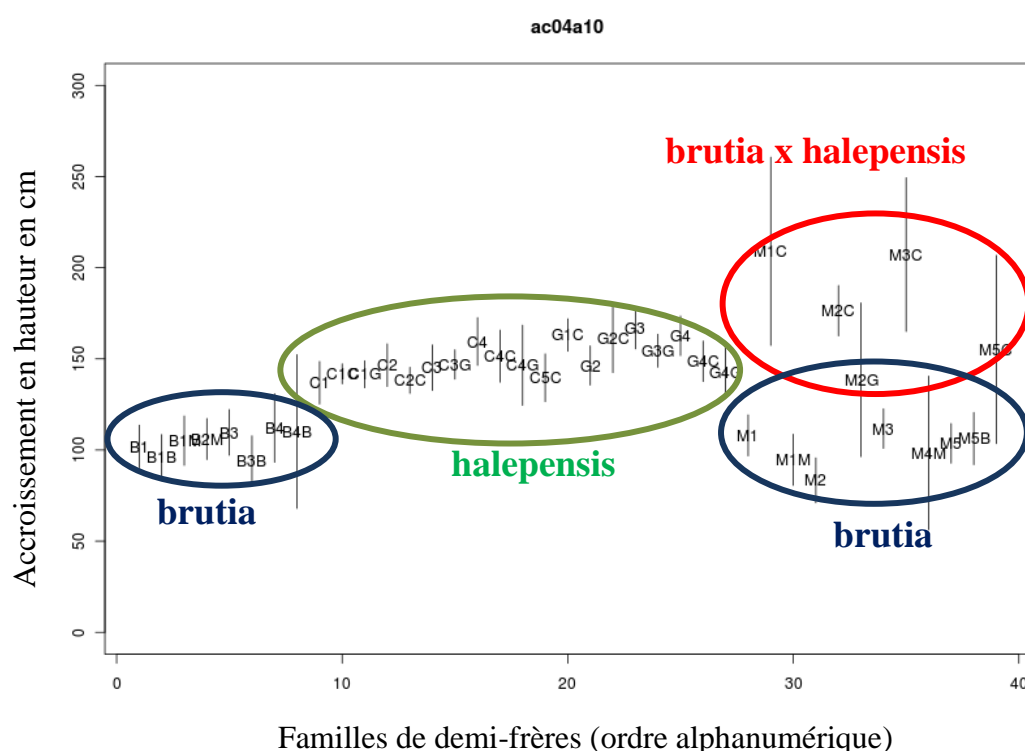 ac04a10
Accroissement en hauteur en cm
300
250
200
150
100
50
0
brutia x halepensis
M1C
M3C
M2C
M5C
M2G
C1
C1C
C1G
C2
C2C
C3
C3G
C4
C4C
C4G
C5C
G1C
G2
G2C
G3
G3G
G4
G4C
G4G
halepensis
B1
B1B
B1M
B2M
B3
B3B
B4
B4B
brutia
M1
M1M
M2
M3
M4M
M5
M5B
brutia
0 10 20 30 40
Familles de demi-frères (ordre alphanumérique)